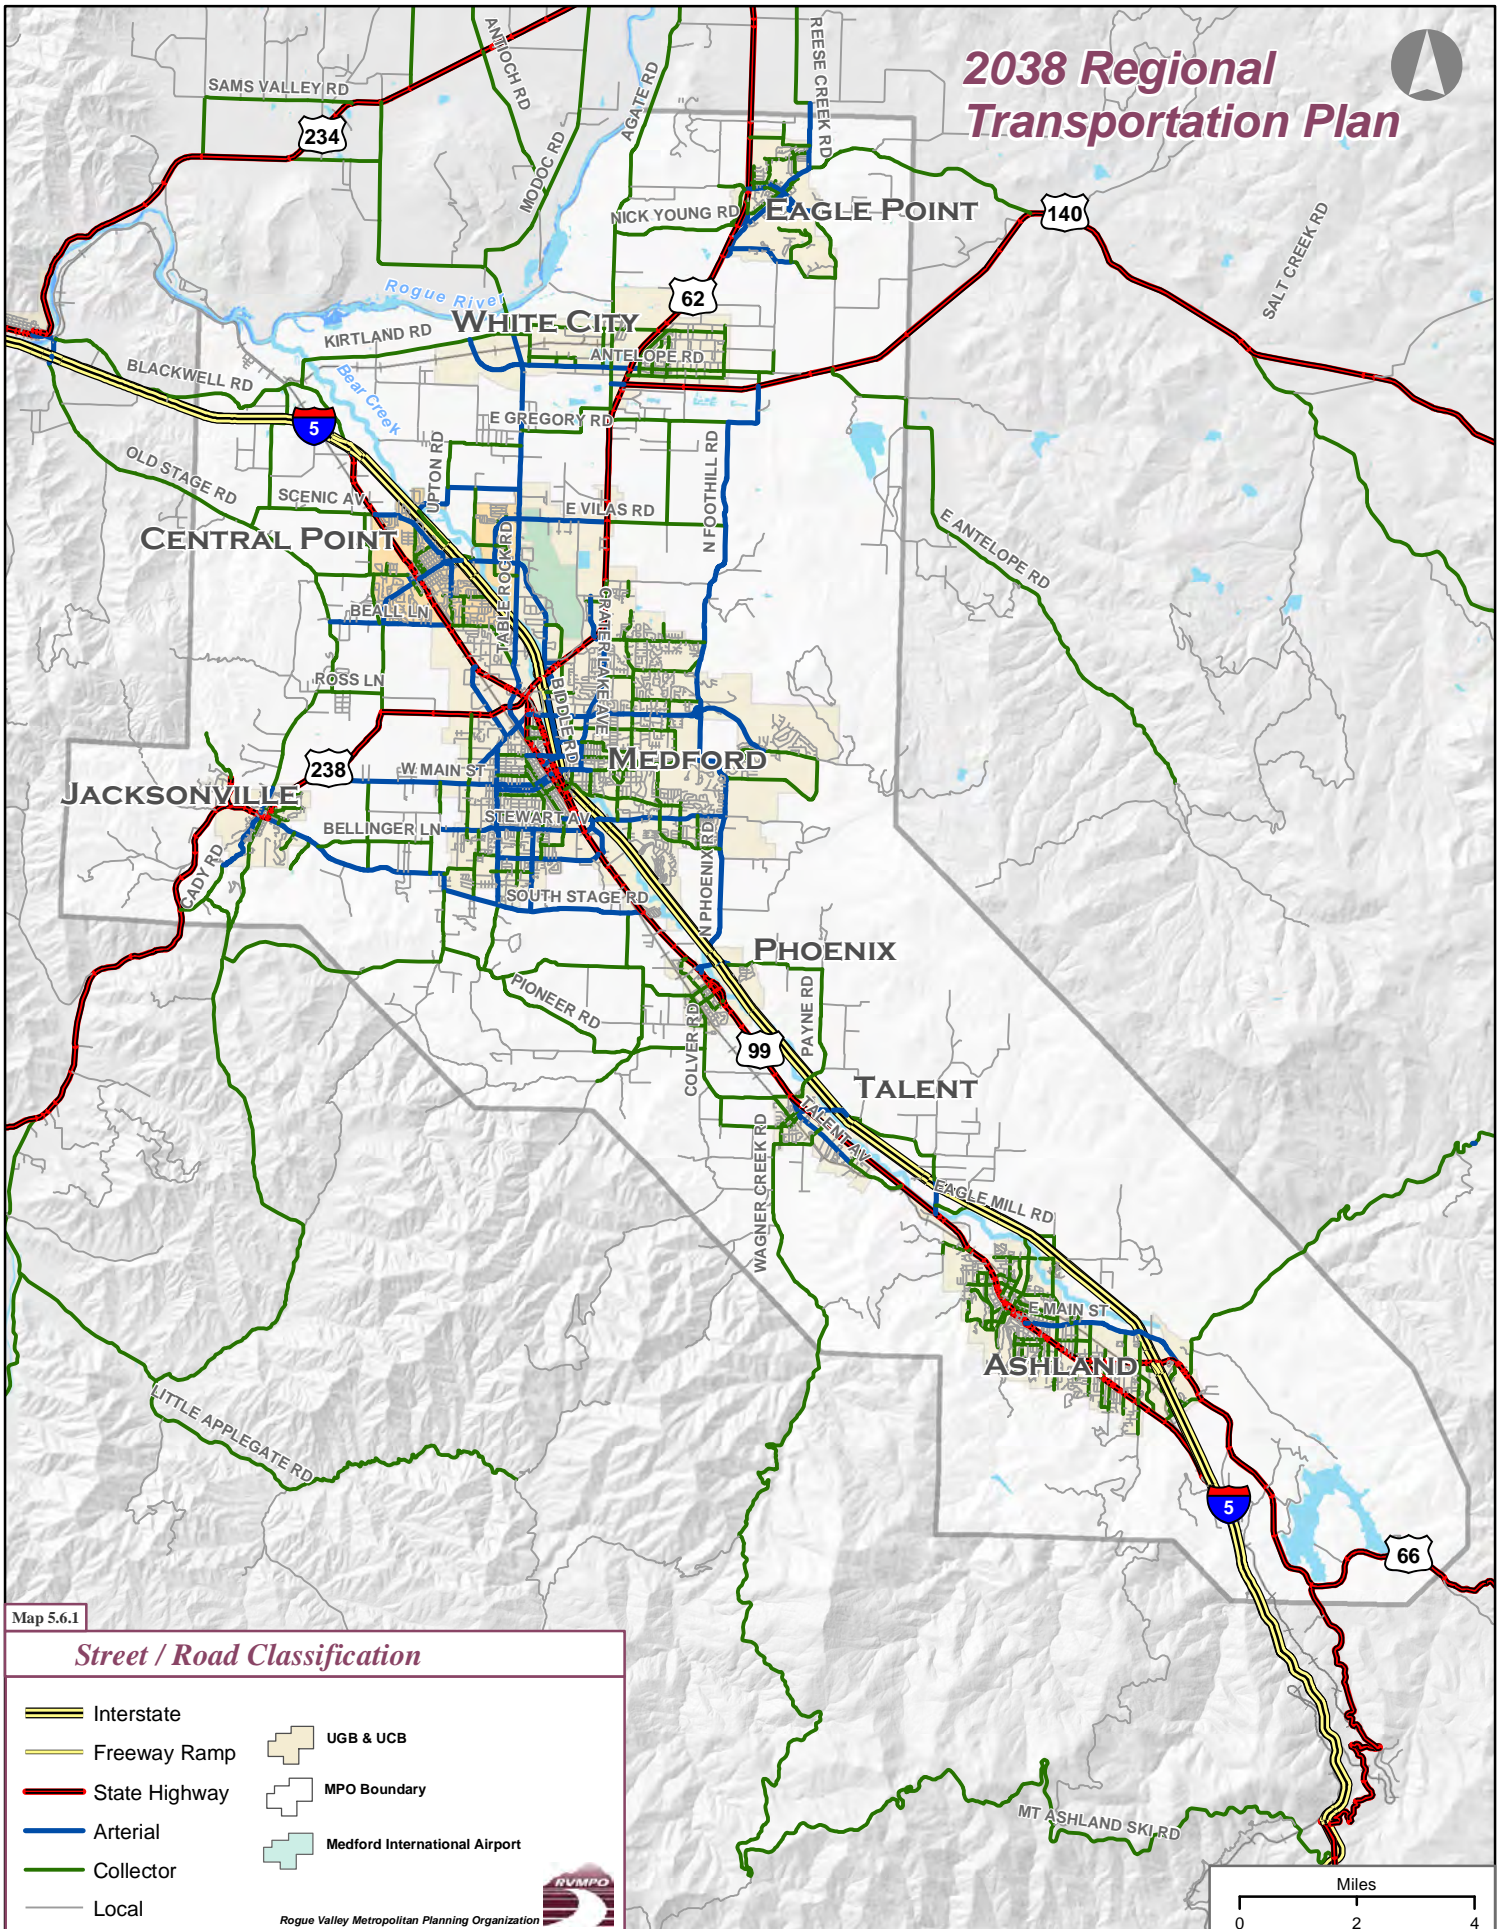 2038 Regional
Transportation Plan
SAMS VALLEY RD
234
ANTIOCH RD
MODOC RD
AGATE RD
REESE CREEK RD
NICK YOUNG RD
EAGLE POINT
140
SALT CREEK RD
62
Rogue River
WHITE CITY
KIRTLAND RD
ANTELOPE RD
BLACKWELL RD
Bear Creek
5
E GREGORY RD
UPTON RD
N FOOTHILL RD
OLD STAGE RD
SCENIC AV
E VILAS RD
CENTRAL POINT
TABLE ROCK RD
E ANTELOPE RD
BEALL LN
CRATER LAKE AVE
ROSS LN
BIDDLE RD
238
W MAIN ST
MEDFORD
JACKSONVILLE
STEWART AV
BELLINGER LN
N PHOENIX RD
CADY RD
SOUTH STAGE RD
PHOENIX
PIONEER RD
PAYNE RD
COLVER RD
99
TALENT
TALENT AV
WAGNER CREEK RD
EAGLE MILL RD
E MAIN ST
ASHLAND
LITTLE APPLEGATE RD
5
66
MT ASHLAND SKI RD
Map 5.6.1
Street / Road Classification
Interstate
Freeway Ramp
State Highway
Arterial
Collector
Local
UGB & UCB
MPO Boundary
Medford International Airport
RVMPO
Rogue Valley Metropolitan Planning Organization
Miles
0 2 4